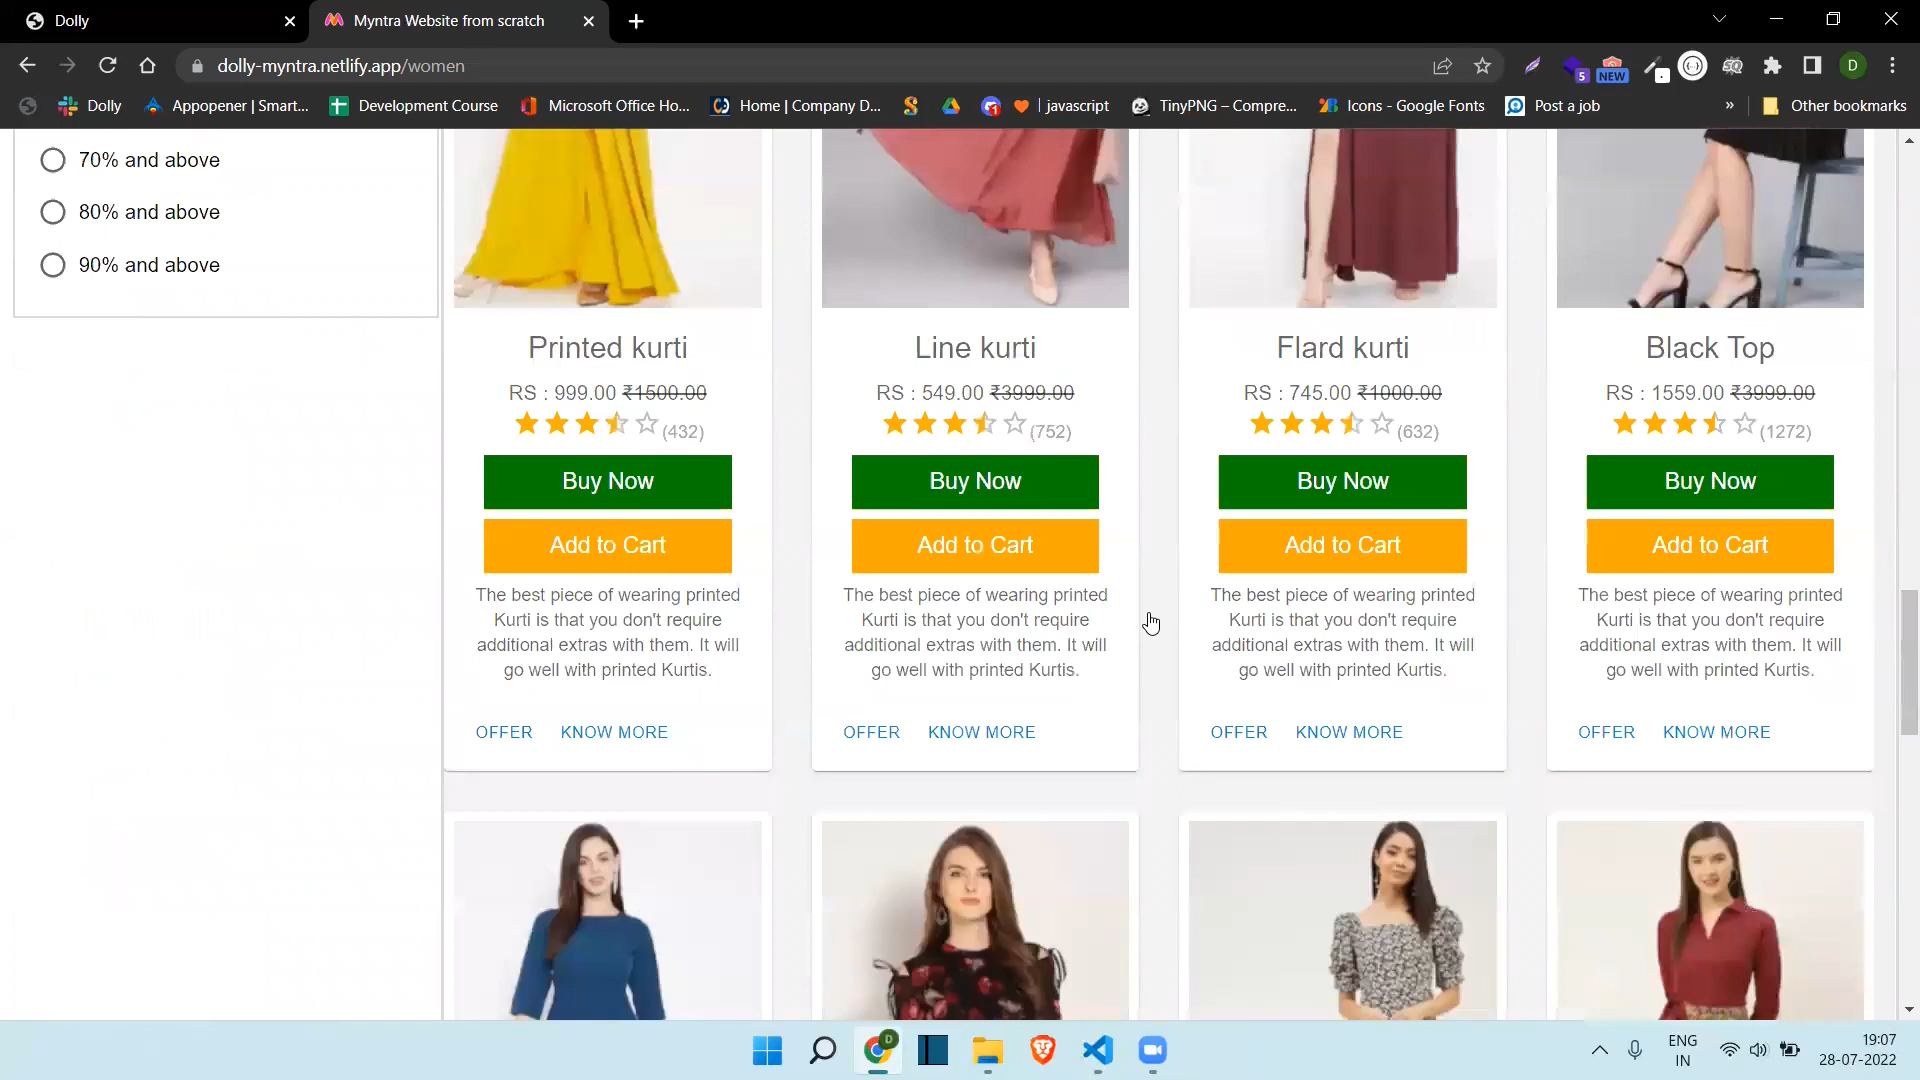 Dolly
Myntra Website from scratch
dolly-myntra.netlify.app/women
5
NEW
D
Dolly
Appopener | Smart...
Development Course
Microsoft Office Ho...
Home | Company D...
| javascript
TinyPNG – Compre...
Icons - Google Fonts
Post a job
»
Other bookmarks
70% and above
80% and above
90% and above
Printed kurti
RS : 999.00 ₹1500.00
(432)
Buy Now
Add to Cart
The best piece of wearing printed
Kurti is that you don't require
additional extras with them. It will
go well with printed Kurtis.
OFFER KNOW MORE
Line kurti
RS : 549.00 ₹3999.00
(752)
Buy Now
Add to Cart
The best piece of wearing printed
Kurti is that you don't require
additional extras with them. It will
go well with printed Kurtis.
OFFER KNOW MORE
Flard kurti
RS : 745.00 ₹1000.00
(632)
Buy Now
Add to Cart
The best piece of wearing printed
Kurti is that you don't require
additional extras with them. It will
go well with printed Kurtis.
OFFER KNOW MORE
Black Top
RS : 1559.00 ₹3999.00
(1272)
Buy Now
Add to Cart
The best piece of wearing printed
Kurti is that you don't require
additional extras with them. It will
go well with printed Kurtis.
OFFER KNOW MORE
D
ENG
IN
19:07
28-07-2022